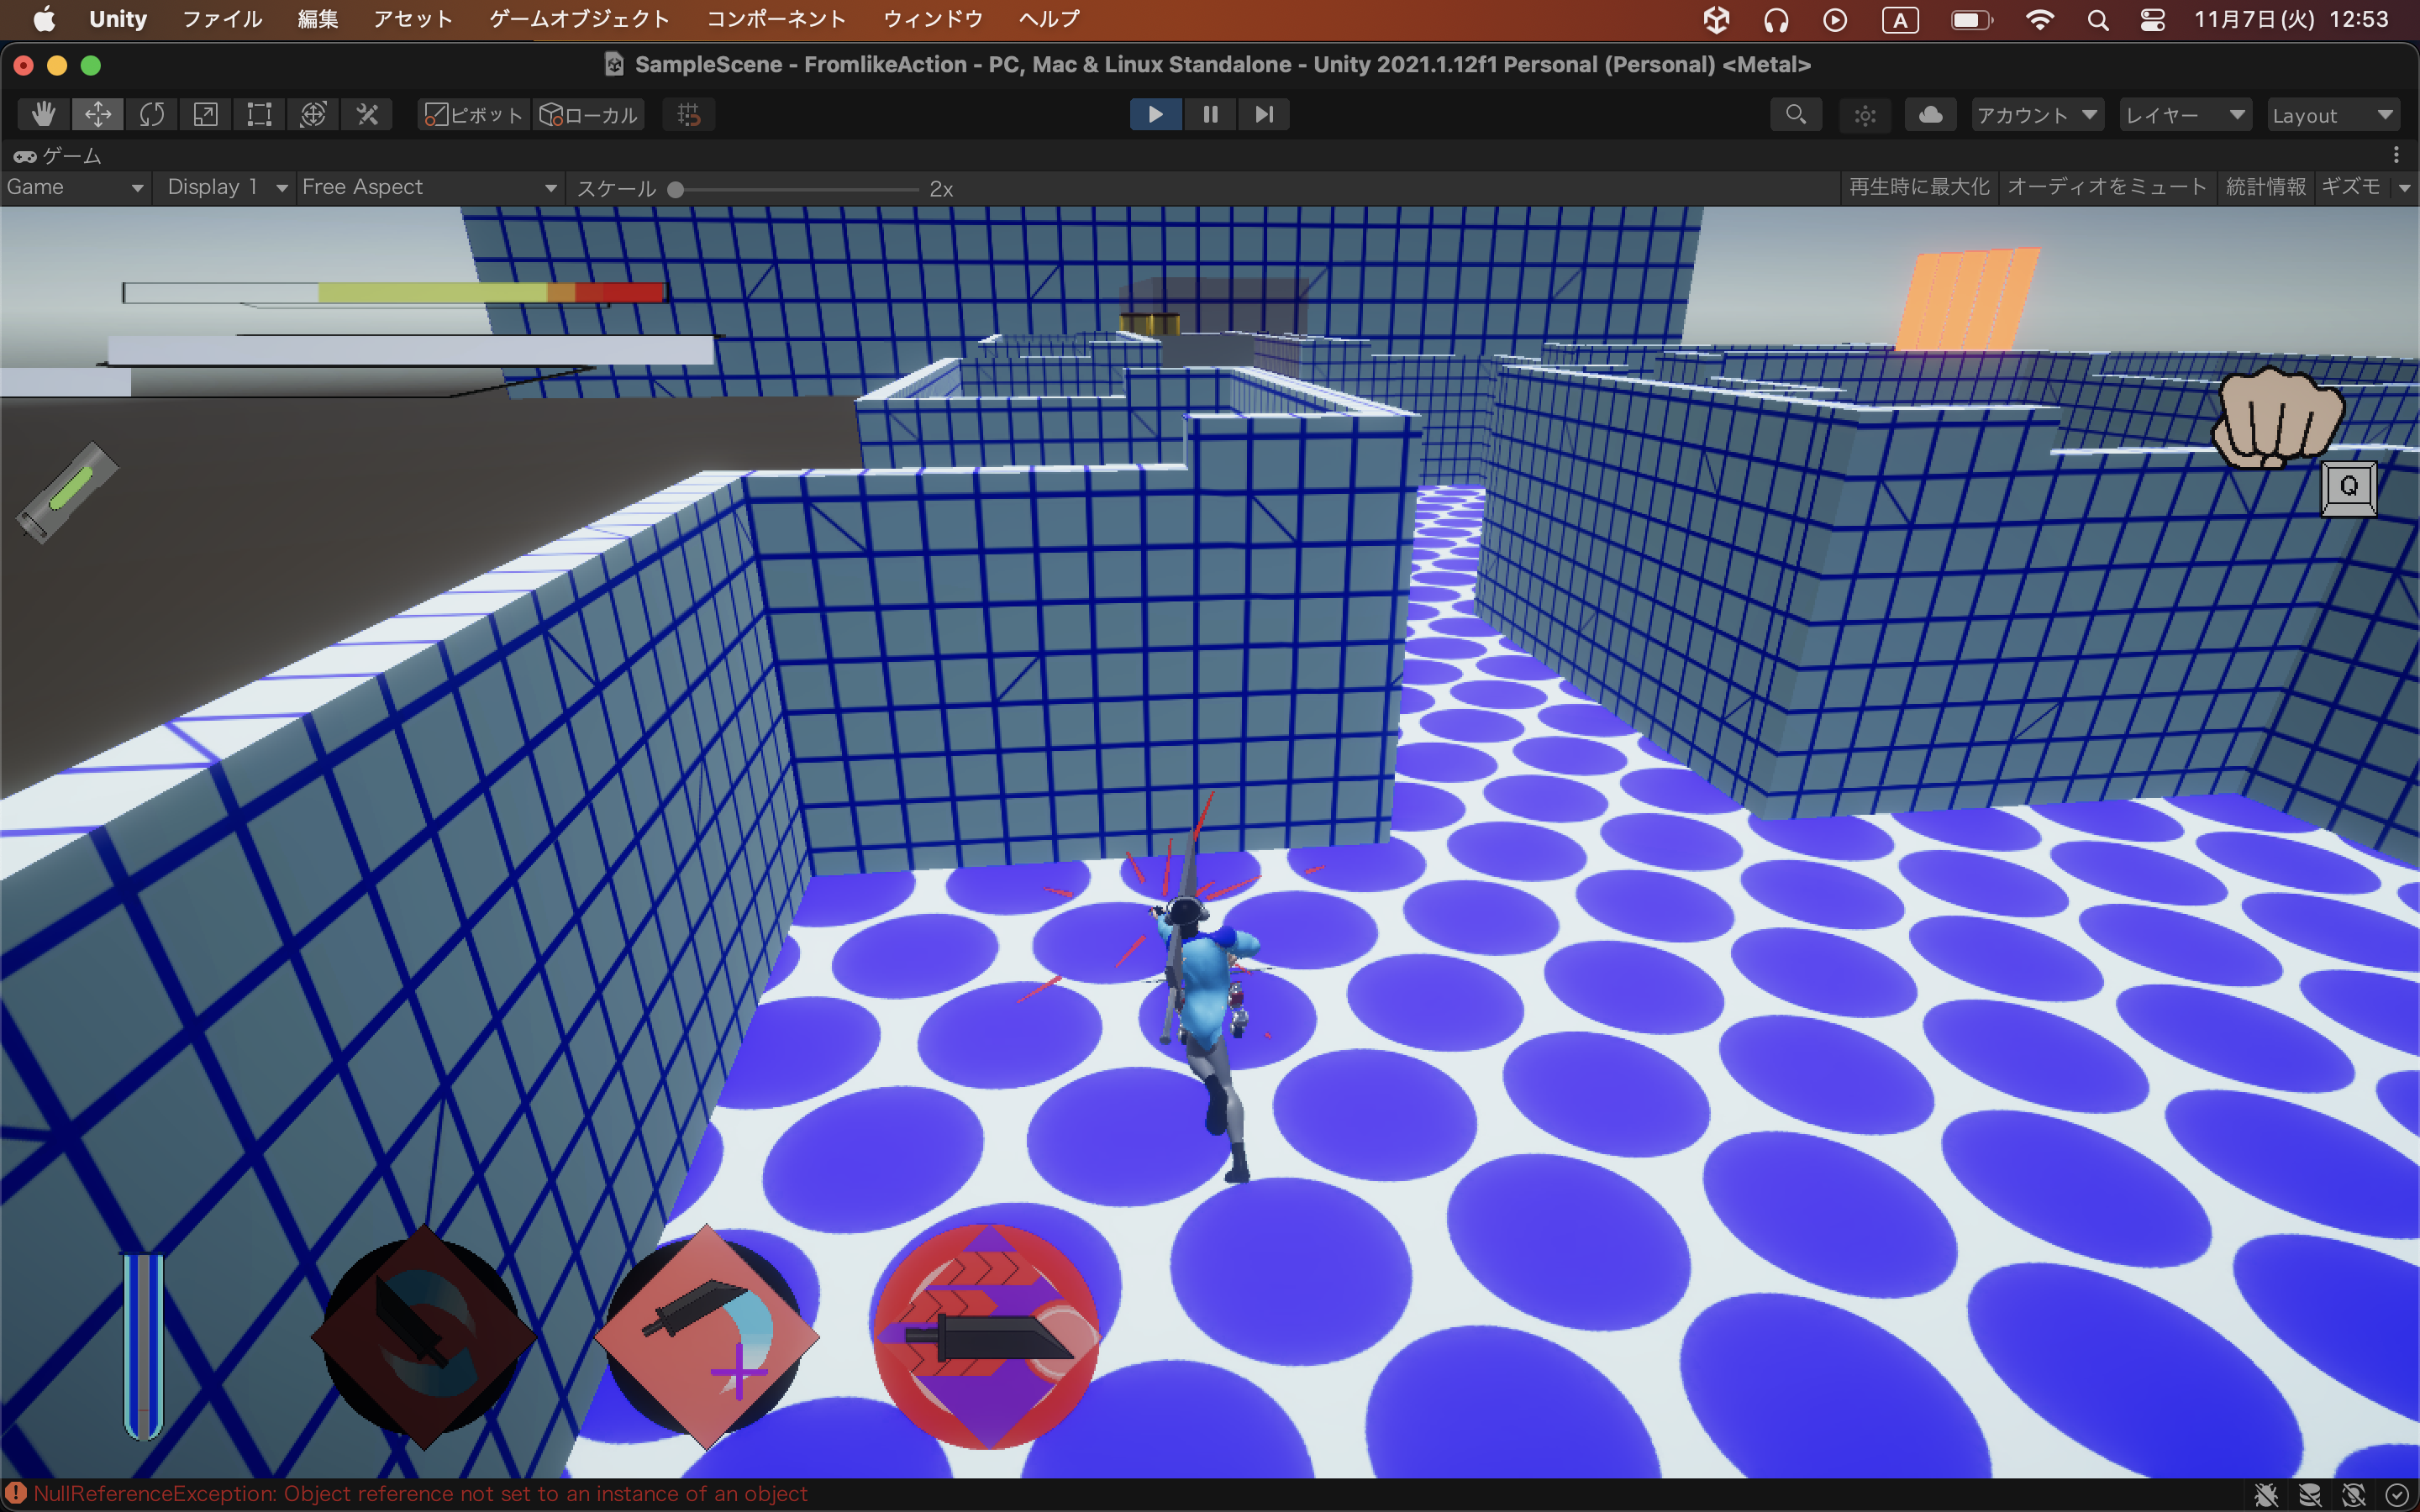 Unity ファイル 編集 アセット ゲームオブジェクト コンポーネント ウィンドウ ヘルプ A 11月7日(火) 12:53
SampleScene - FromlikeAction - PC, Mac & Linux Standalone - Unity 2021.1.12f1 Personal (Personal) <Metal>
ピボット ローカル アカウント レイヤー Layout
ゲーム
Game Display 1 Free Aspect スケール 2x 再生時に最大化 オーディオをミュート 統計情報 ギズモ
Q
NullReferenceException: Object reference not set to an instance of an object